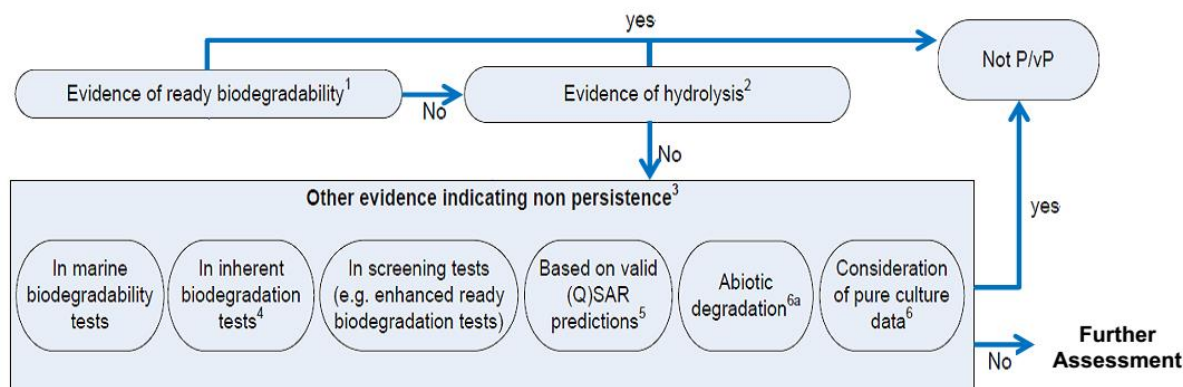 yes
Not P/vP
Evidence of ready biodegradability1
No
Evidence of hydrolysis2
No
Other evidence indicating non persistence3
yes
In marine
biodegradability
tests
In inherent
biodegradation
tests4
In screening tests
(e.g. enhanced ready
biodegradation tests)
Based on valid
(Q)SAR
predictions5
Abiotic
degradation6a
Consideration
of pure culture
data6
No
Further
Assessment